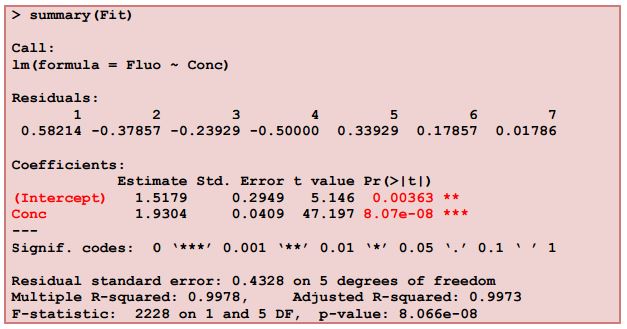 > summary(Fit)
Call:
lm(formula = Fluo ~ Conc)
Residuals:
1 2 3 4 5 6 7
0.58214 -0.37857 -0.23929 -0.50000 0.33929 0.17857 0.01786
Coefficients:
Estimate Std. Error t value Pr(>|t|)
(Intercept) 1.5179 0.2949 5.146 0.00363 **
Conc 1.9304 0.0409 47.197 8.07e-08 ***
---
Signif. codes: 0 ‘***’ 0.001 ‘**’ 0.01 ‘*’ 0.05 ‘.’ 0.1 ‘ ’ 1
Residual standard error: 0.4328 on 5 degrees of freedom
Multiple R-squared: 0.9978, Adjusted R-squared: 0.9973
F-statistic: 2228 on 1 and 5 DF, p-value: 8.066e-08